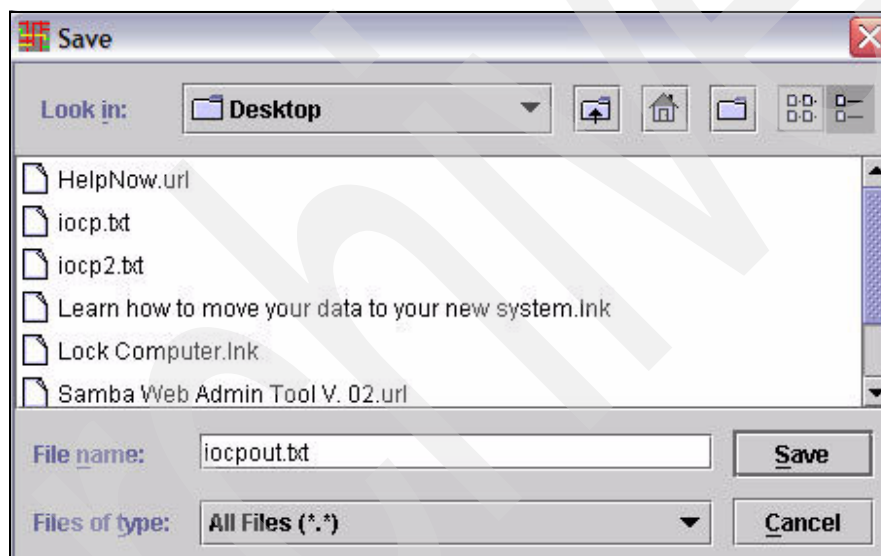 Save
Look in: Desktop
HelpNow.url
iocp.txt
iocp2.txt
Learn how to move your data to your new system.lnk
Lock Computer.lnk
Samba Web Admin Tool V. 02.url
File name: iocpout.txt Save
Files of type: All Files (*.*) Cancel